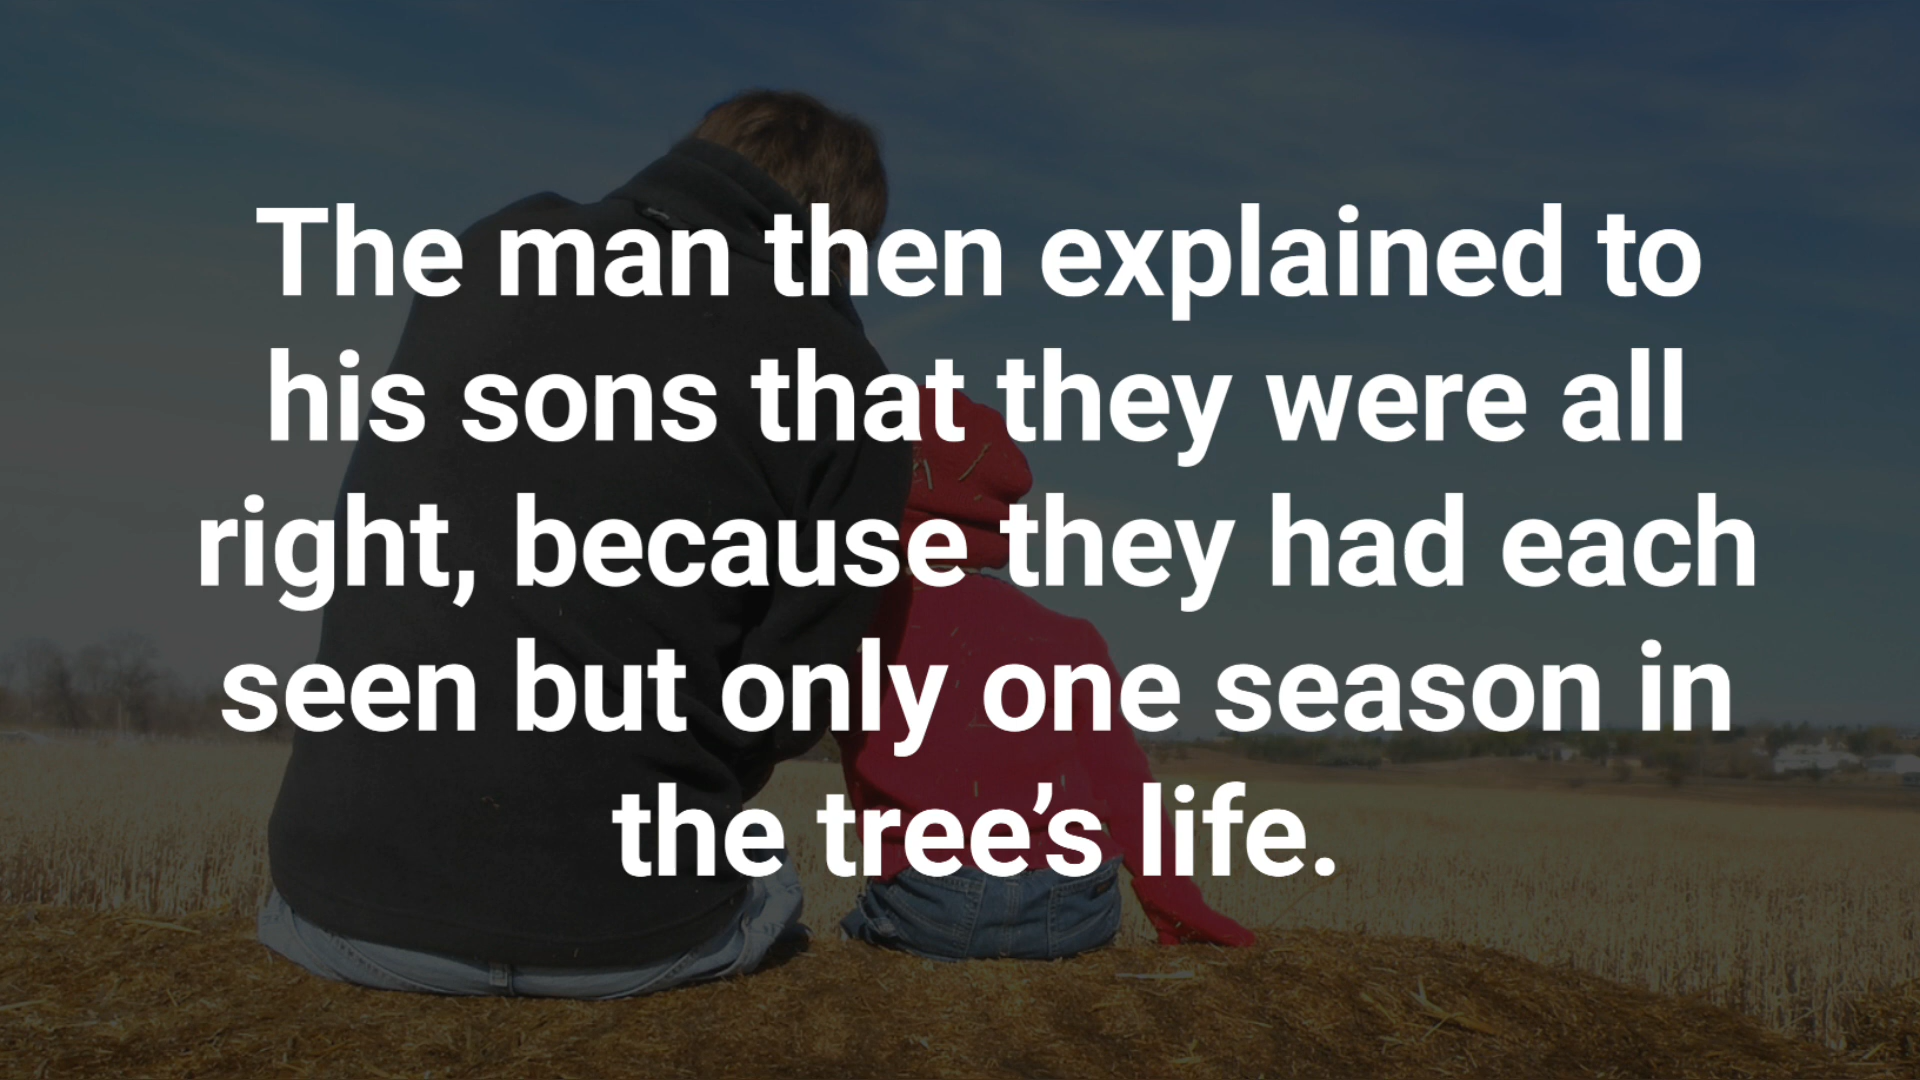 The man then explained to
his sons that they were all
right, because they had each
seen but only one season in
the tree’s life.